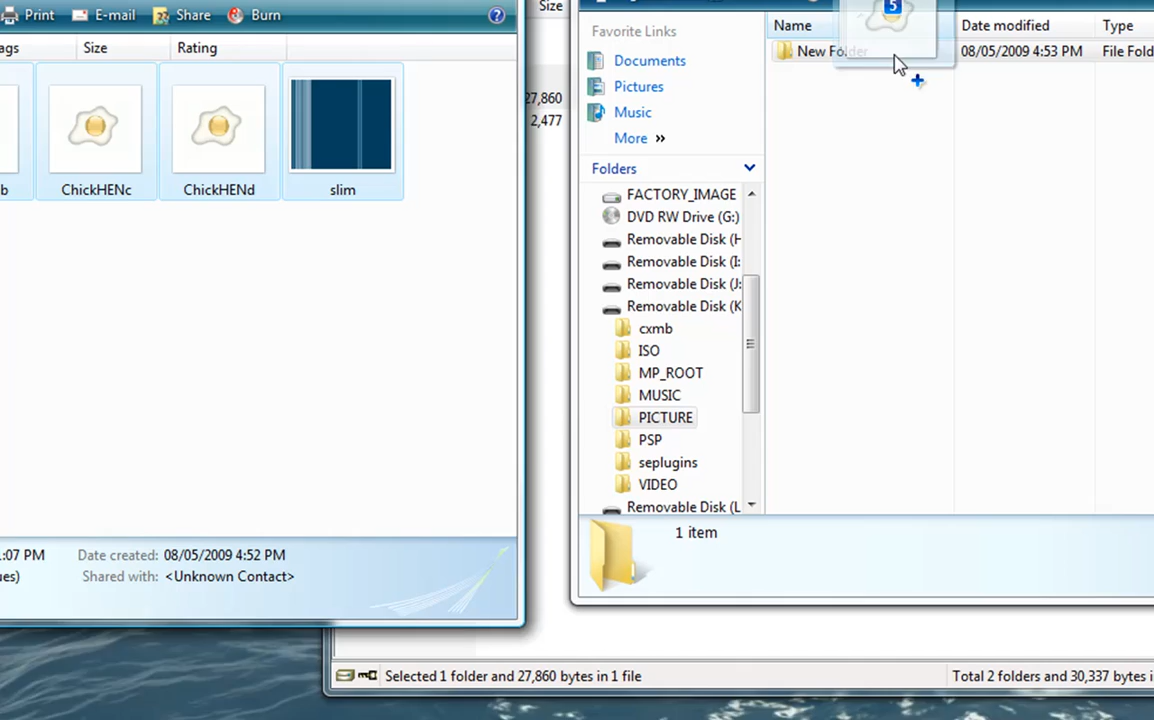 Print E-mail Share Burn
ags Size Rating
b ChickHENc ChickHENd slim
:07 PM Date created: 08/05/2009 4:52 PM
ues) Shared with: <Unknown Contact>
Size
27,860
2,477
5
Favorite Links
Documents
Pictures
Music
More »
Folders
FACTORY_IMAGE
DVD RW Drive (G:)
Removable Disk (H
Removable Disk (I:
Removable Disk (J:
Removable Disk (K
cxmb
ISO
MP_ROOT
MUSIC
PICTURE
PSP
seplugins
VIDEO
Removable Disk (L
Name Date modified Type
New Folder 08/05/2009 4:53 PM File Fold
1 item
Selected 1 folder and 27,860 bytes in 1 file Total 2 folders and 30,337 bytes i